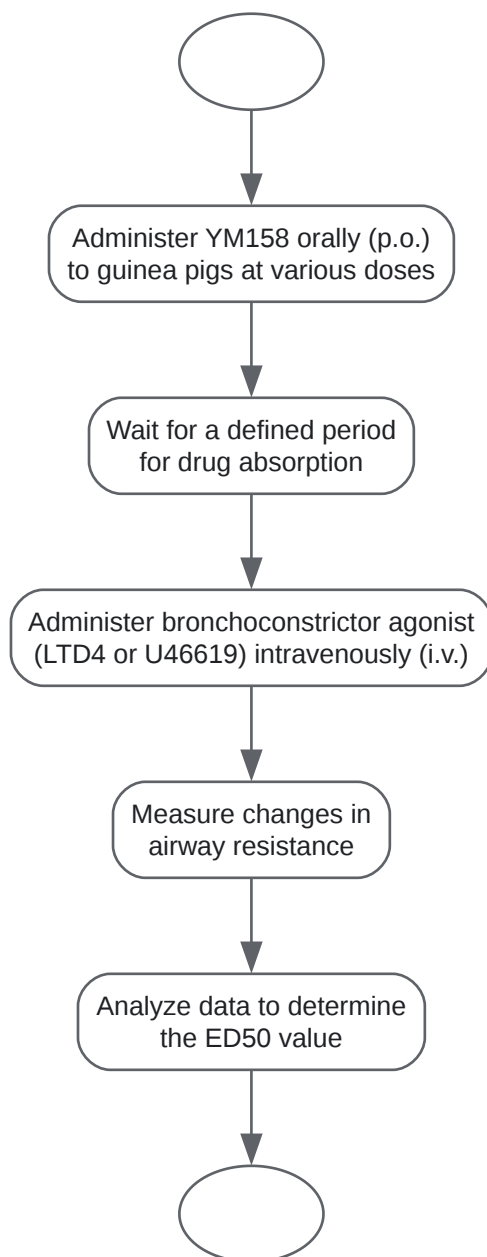 Administer YM158 orally (p.o.)
to guinea pigs at various doses
Wait for a defined period
for drug absorption
Administer bronchoconstrictor agonist
(LTD4 or U46619) intravenously (i.v.)
Measure changes in
airway resistance
Analyze data to determine
the ED50 value